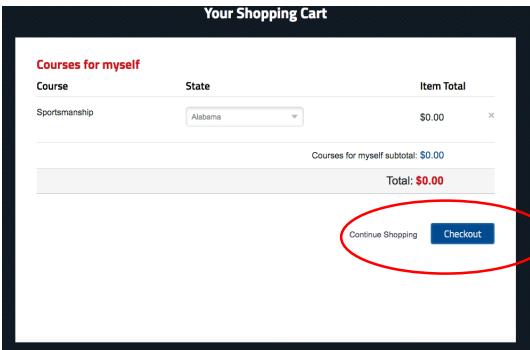 Your Shopping Cart
Courses for myself
Course State Item Total
Sportsmanship Alabama $0.00 ×
Courses for myself subtotal: $0.00
Total: $0.00
Continue Shopping Checkout